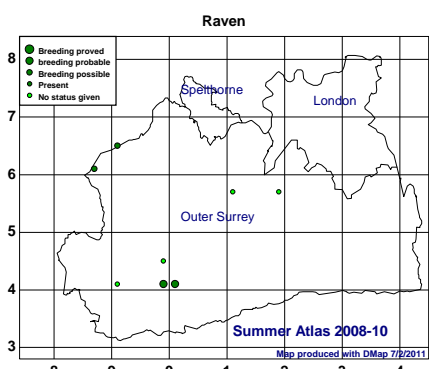 Raven
8
Breeding proved
breeding probable
Breeding possible
Present
No status given
Spelthorne
London
7
6
Outer Surrey
5
4
Summer Atlas 2008-10
Map produced with DMap 7/2/2011
3